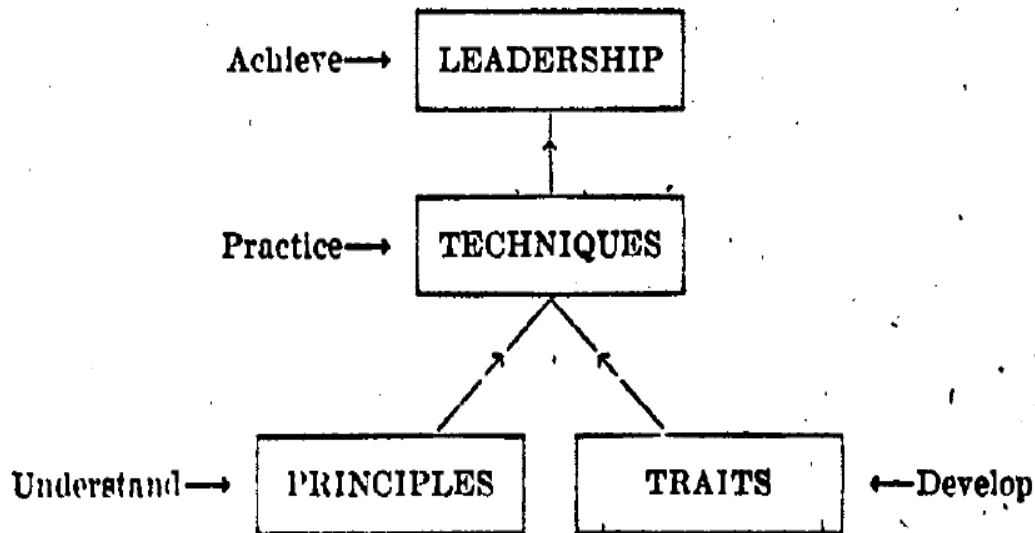 Achieve→ LEADERSHIP
Practice→ TECHNIQUES
Understand→ PRINCIPLES TRAITS ←Develop